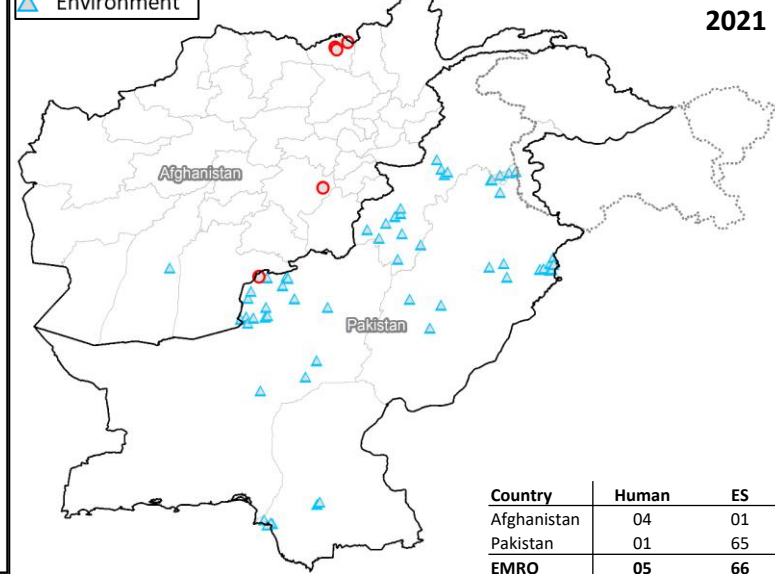 Environment
2021
Afghanistan
Pakistan
Country Human ES
Afghanistan 04 01
Pakistan 01 65
EMRO 05 66